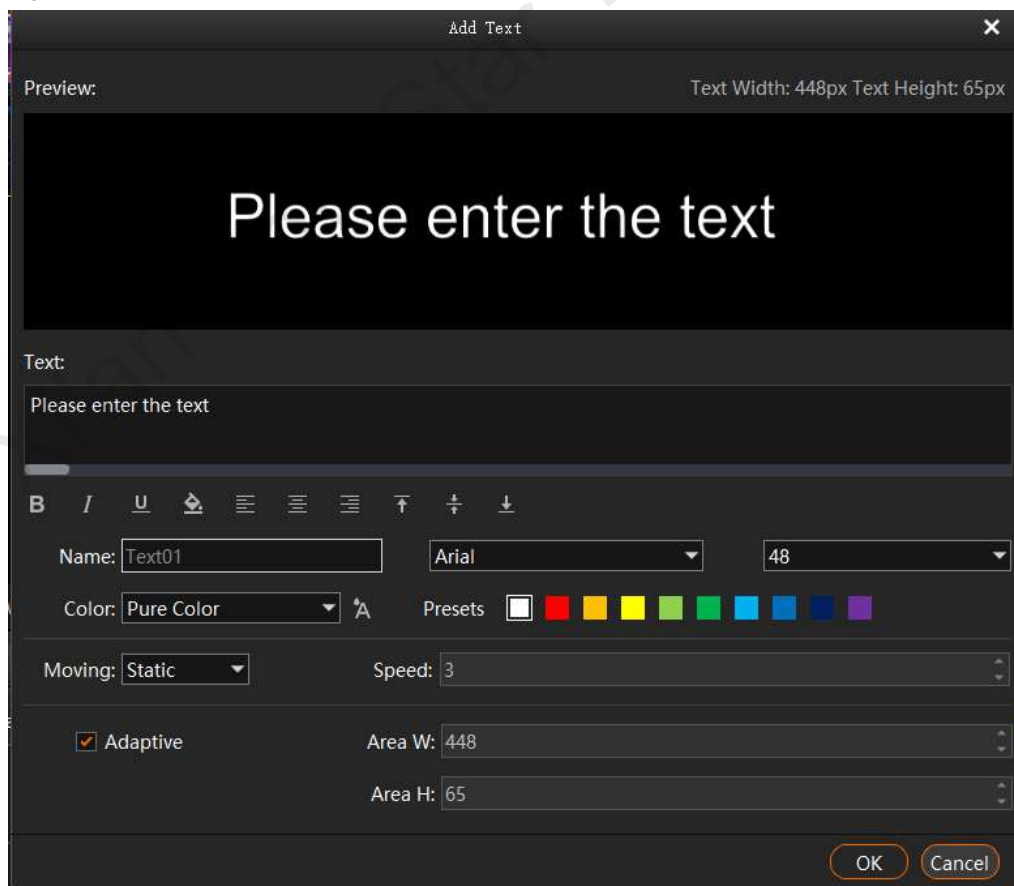 Add Text
Preview: Text Width: 448px Text Height: 65px
Please enter the text
Text:
Please enter the text
B I U
Name: Text01 Arial 48
Color: Pure Color A Presets
Moving: Static Speed: 3
Adaptive Area W: 448
Area H: 65
OK Cancel